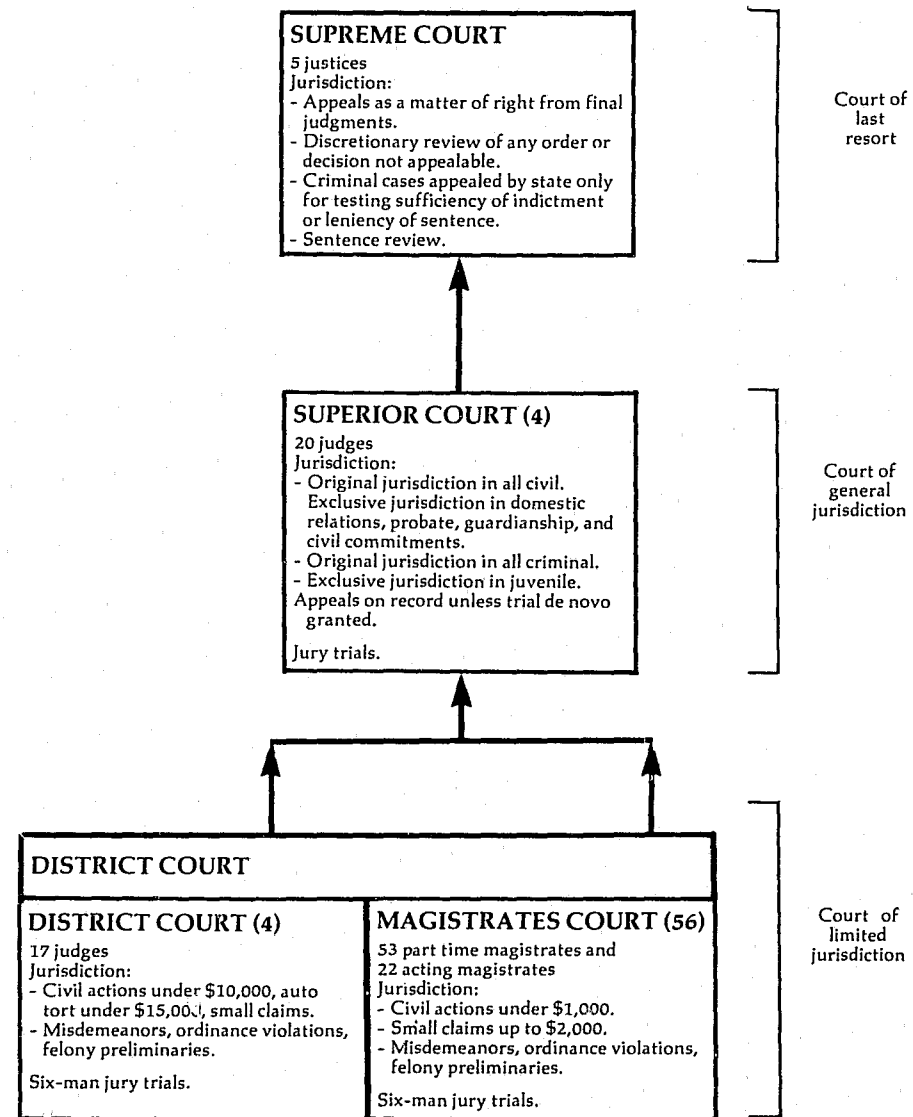 SUPREME COURT
5 justices
Jurisdiction:
- Appeals as a matter of right from final
judgments.
- Discretionary review of any order or
decision not appealable.
- Criminal cases appealed by state only
for testing sufficiency of indictment
or leniency of sentence.
- Sentence review.
Court of
last
resort
SUPERIOR COURT (4)
20 judges
Jurisdiction:
- Original jurisdiction in all civil.
Exclusive jurisdiction in domestic
relations, probate, guardianship, and
civil commitments.
- Original jurisdiction in all criminal.
- Exclusive jurisdiction in juvenile.
Appeals on record unless trial de novo
granted.
Jury trials.
Court of
general
jurisdiction
DISTRICT COURT
DISTRICT COURT (4)
17 judges
Jurisdiction:
- Civil actions under $10,000, auto
tort under $15,000, small claims.
- Misdemeanors, ordinance violations,
felony preliminaries.
Six-man jury trials.
MAGISTRATES COURT (56)
53 part time magistrates and
22 acting magistrates
Jurisdiction:
- Civil actions under $1,000.
- Small claims up to $2,000.
- Misdemeanors, ordinance violations,
felony preliminaries.
Six-man jury trials.
Court of
limited
jurisdiction